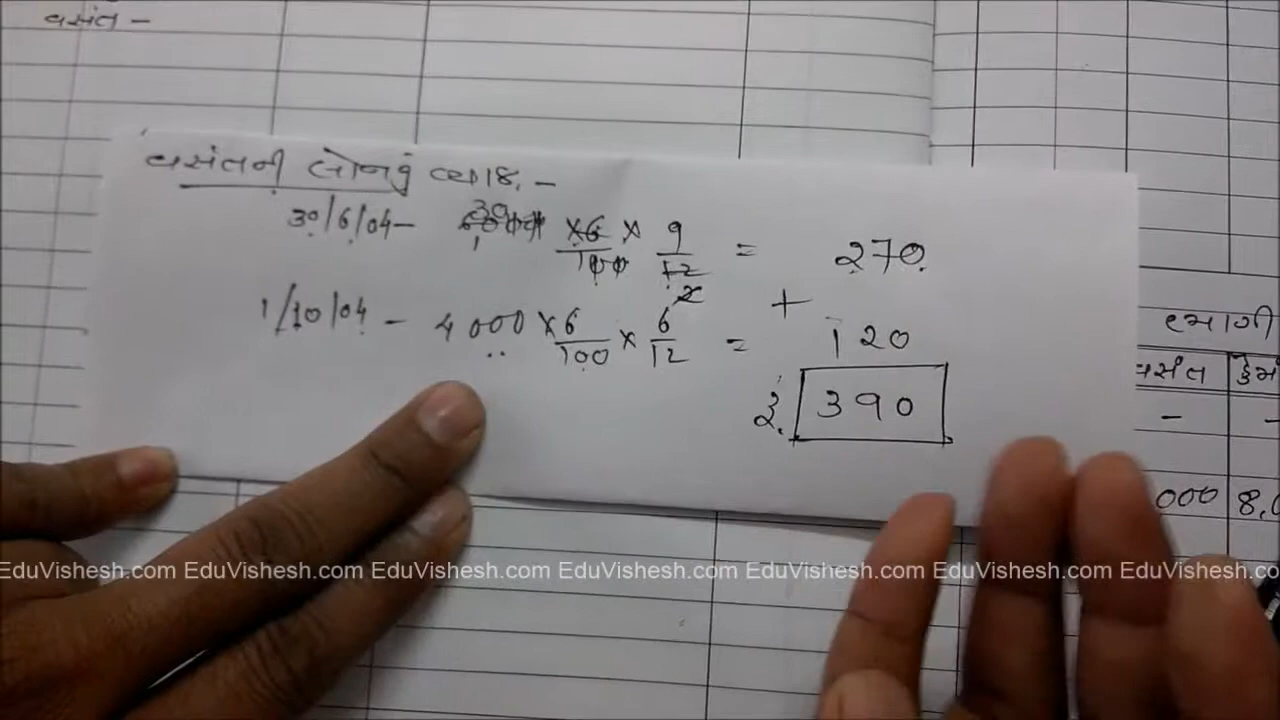 વસંત –
વસંતની લોનનું વ્યાજ. –
30/6/04 – × 6/100 × 9/12 = 270
+
1/10/04 – 4000 × 6/100 × 6/12 = 120
રૂ. 390
ભાગી
વસંત
–
000 8,0
EduVishesh.com EduVishesh.com EduVishesh.com EduVishesh.com EduVishesh.com EduVishesh.com EduVishesh.com